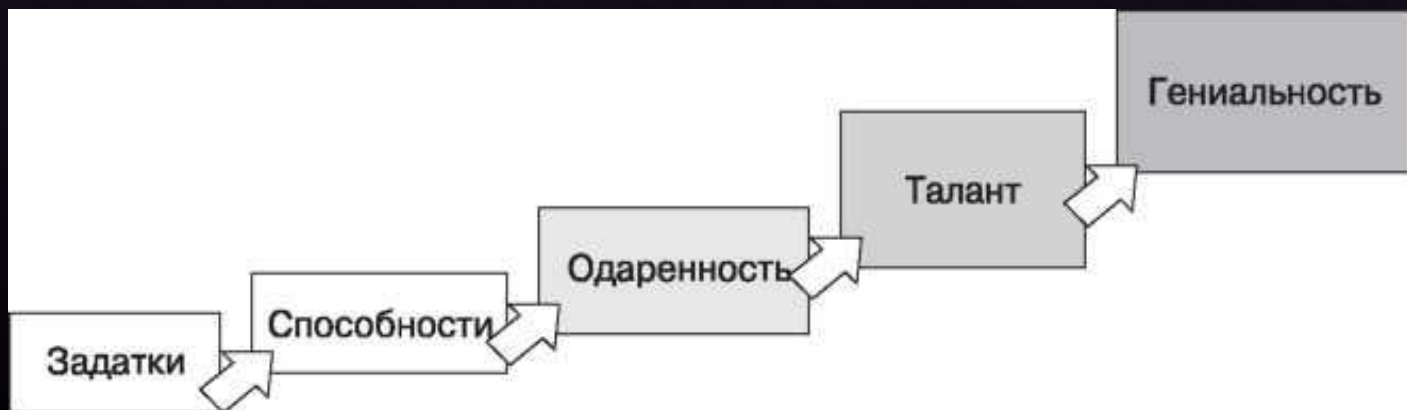 Задатки
Способности
Одаренность
Талант
Гениальность